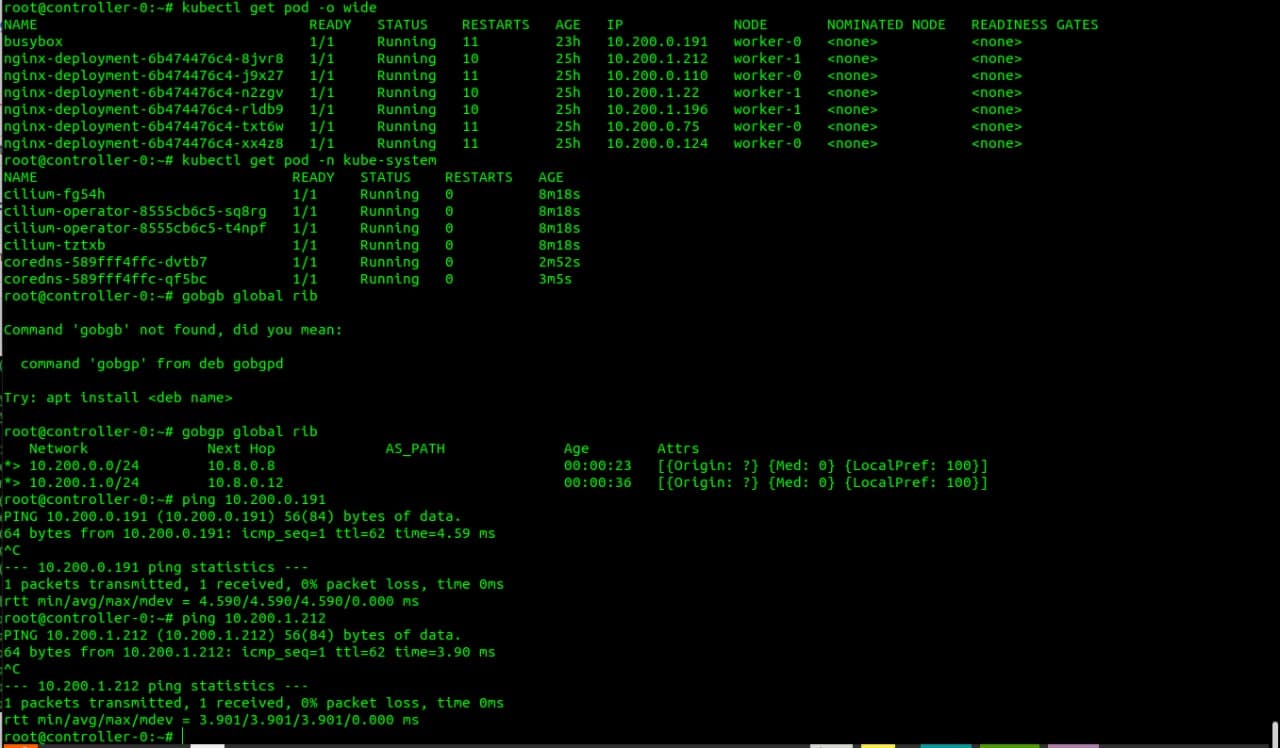 root@controller-0:~# kubectl get pod -o wide
NAME READY STATUS RESTARTS AGE IP NODE NOMINATED NODE READINESS GATES
busybox 1/1 Running 11 23h 10.200.0.191 worker-0 <none> <none>
nginx-deployment-6b474476c4-8jvr8 1/1 Running 10 25h 10.200.1.212 worker-1 <none> <none>
nginx-deployment-6b474476c4-j9x27 1/1 Running 11 25h 10.200.0.110 worker-0 <none> <none>
nginx-deployment-6b474476c4-n2zgv 1/1 Running 10 25h 10.200.1.22 worker-1 <none> <none>
nginx-deployment-6b474476c4-rldb9 1/1 Running 10 25h 10.200.1.196 worker-1 <none> <none>
nginx-deployment-6b474476c4-txt6w 1/1 Running 11 25h 10.200.0.75 worker-0 <none> <none>
nginx-deployment-6b474476c4-xx4z8 1/1 Running 11 25h 10.200.0.124 worker-0 <none> <none>
root@controller-0:~# kubectl get pod -n kube-system
NAME READY STATUS RESTARTS AGE
cilium-fg54h 1/1 Running 0 8m18s
cilium-operator-8555cb6c5-sq8rg 1/1 Running 0 8m18s
cilium-operator-8555cb6c5-t4npf 1/1 Running 0 8m18s
cilium-tztxb 1/1 Running 0 8m18s
coredns-589fff4ffc-dvtb7 1/1 Running 0 2m52s
coredns-589fff4ffc-qf5bc 1/1 Running 0 3m5s
root@controller-0:~# gobgb global rib
Command 'gobgb' not found, did you mean:
command 'gobgp' from deb gobgpd
Try: apt install <deb name>
root@controller-0:~# gobgp global rib
Network Next Hop AS_PATH Age Attrs
*> 10.200.0.0/24 10.8.0.8 00:00:23 [{Origin: ?} {Med: 0} {LocalPref: 100}]
*> 10.200.1.0/24 10.8.0.12 00:00:36 [{Origin: ?} {Med: 0} {LocalPref: 100}]
root@controller-0:~# ping 10.200.0.191
PING 10.200.0.191 (10.200.0.191) 56(84) bytes of data.
64 bytes from 10.200.0.191: icmp_seq=1 ttl=62 time=4.59 ms
^C
--- 10.200.0.191 ping statistics ---
1 packets transmitted, 1 received, 0% packet loss, time 0ms
rtt min/avg/max/mdev = 4.590/4.590/4.590/0.000 ms
root@controller-0:~# ping 10.200.1.212
PING 10.200.1.212 (10.200.1.212) 56(84) bytes of data.
64 bytes from 10.200.1.212: icmp_seq=1 ttl=62 time=3.90 ms
^C
--- 10.200.1.212 ping statistics ---
1 packets transmitted, 1 received, 0% packet loss, time 0ms
rtt min/avg/max/mdev = 3.901/3.901/3.901/0.000 ms
root@controller-0:~#